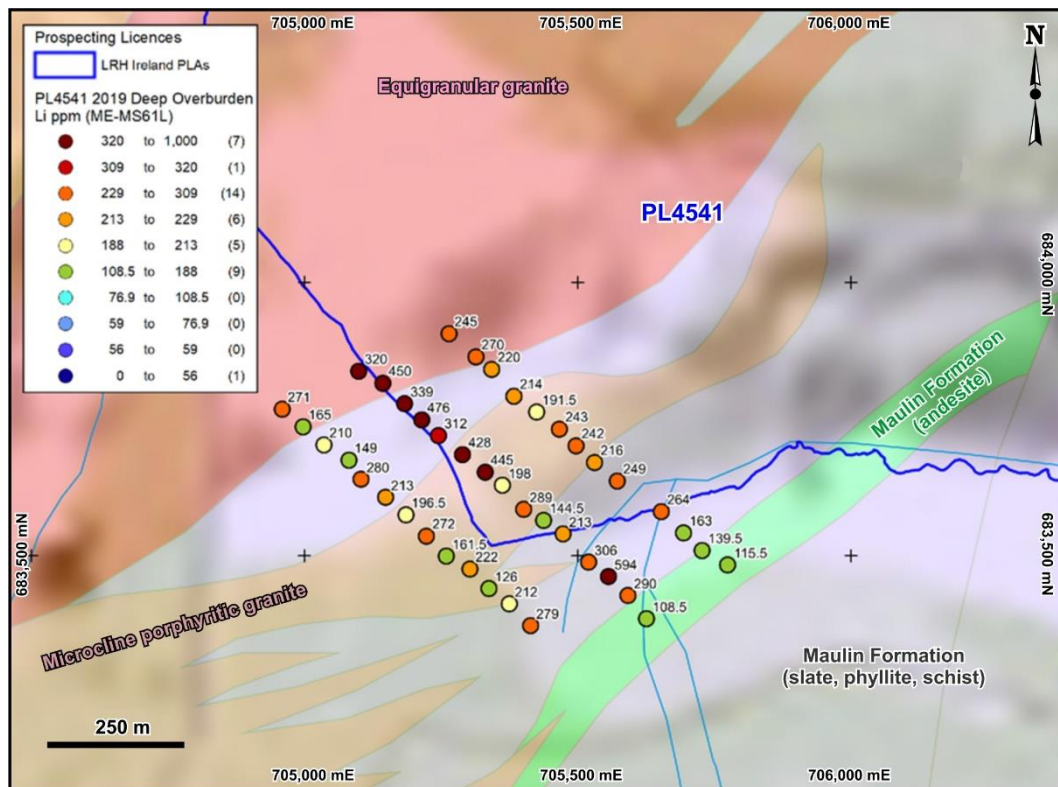 705,000 mE 705,500 mE 706,000 mE
Prospecting Licences
LRH Ireland PLAs
PL4541 2019 Deep Overburden
Li ppm (ME-MS61L)
320 to 1,000 (7)
309 to 320 (1)
229 to 309 (14)
213 to 229 (6)
188 to 213 (5)
108.5 to 188 (9)
76.9 to 108.5 (0)
59 to 76.9 (0)
56 to 59 (0)
0 to 56 (1)
N
Equigranular granite
PL4541
684,000 mN
245
270
220
320
450
214
191.5
339
243
476
271
242
165
312
216
210
428
249
149
445
280
198
213
289
264
196.5
144.5
163
272
213
139.5
161.5
306
115.5
222
594
126
290
212
108.5
279
Maulin Formation
(andesite)
683,500 mN
683,500 mN
Microcline porphyritic granite
Maulin Formation
(slate, phyllite, schist)
250 m
705,000 mE 705,500 mE 706,000 mE